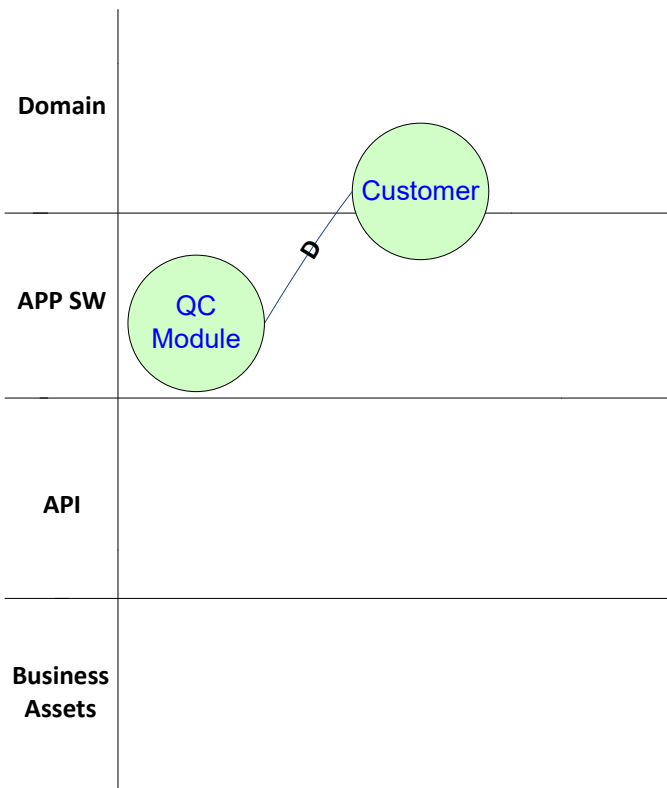 Domain
Customer
D
APP SW
QC
Module
API
Business
Assets